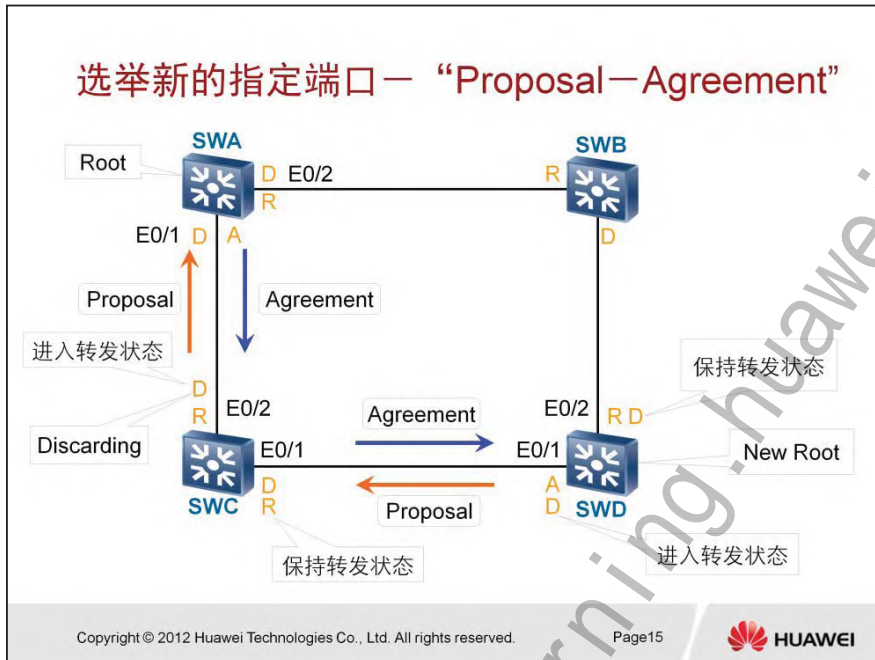 选举新的指定端口－“Proposal－Agreement”
SWA
SWB
Root
D E0/2
R
R
E0/1 D A
D
Proposal
Agreement
进入转发状态
保持转发状态
D
R E0/2
Agreement
E0/2 R D
Discarding
E0/1
E0/1
New Root
SWC
D
R
Proposal
A
D
SWD
保持转发状态
进入转发状态
Copyright © 2012 Huawei Technologies Co., Ltd. All rights reserved.
Page15
HUAWEI
rning.huawei.